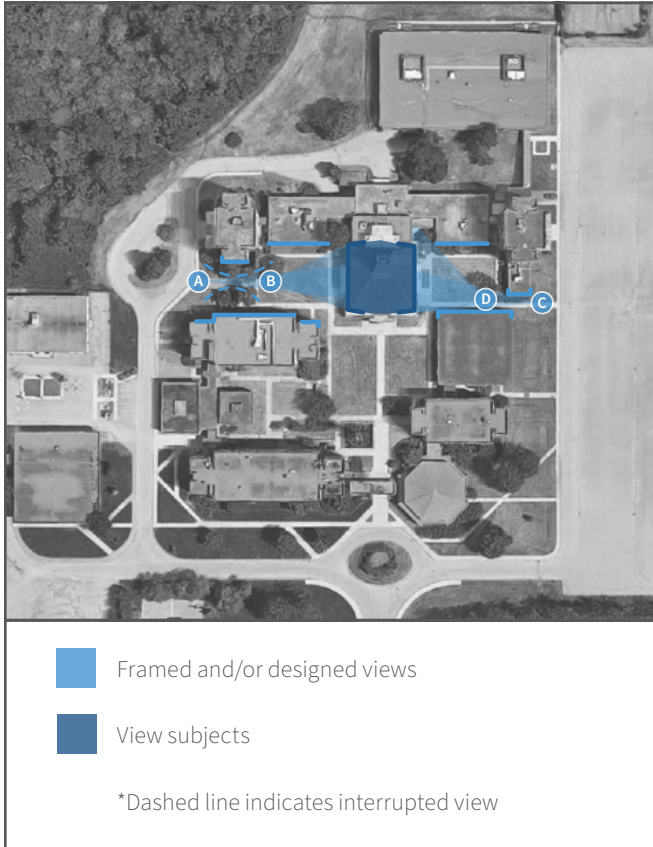 A
B
D
C
Framed and/or designed views
View subjects
*Dashed line indicates interrupted view